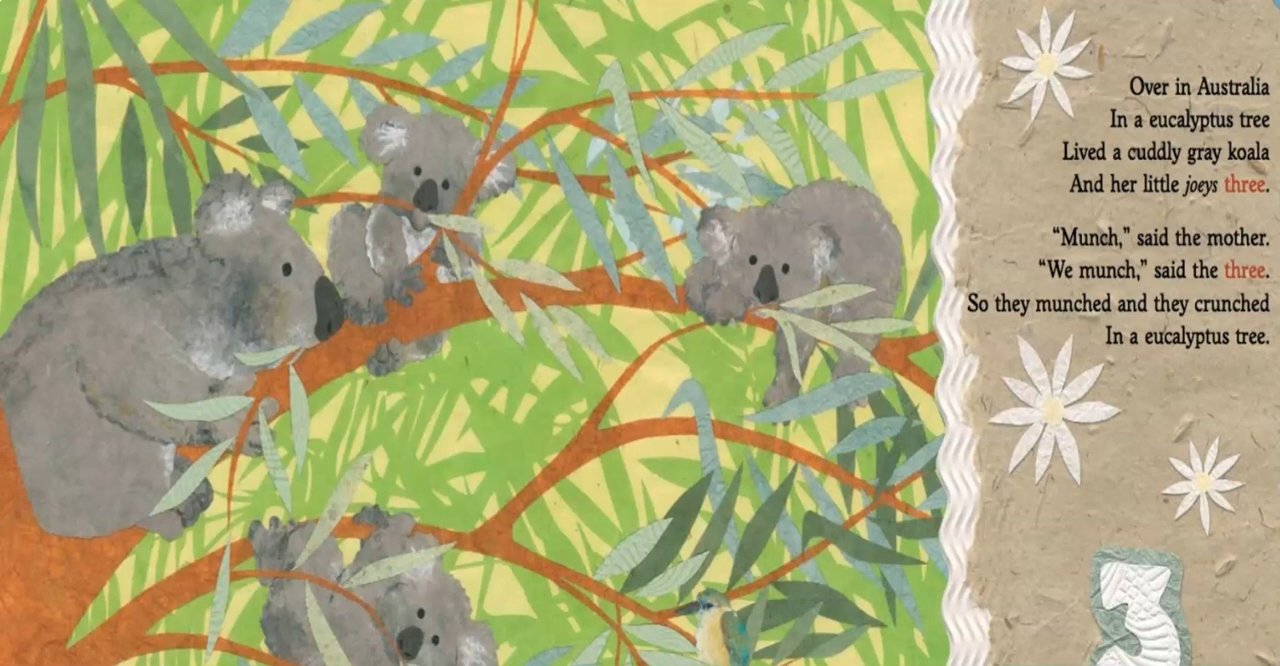 Over in Australia
In a eucalyptus tree
Lived a cuddly gray koala
And her little joeys three.
“Munch,” said the mother.
“We munch,” said the three.
So they munched and they crunched
In a eucalyptus tree.
3